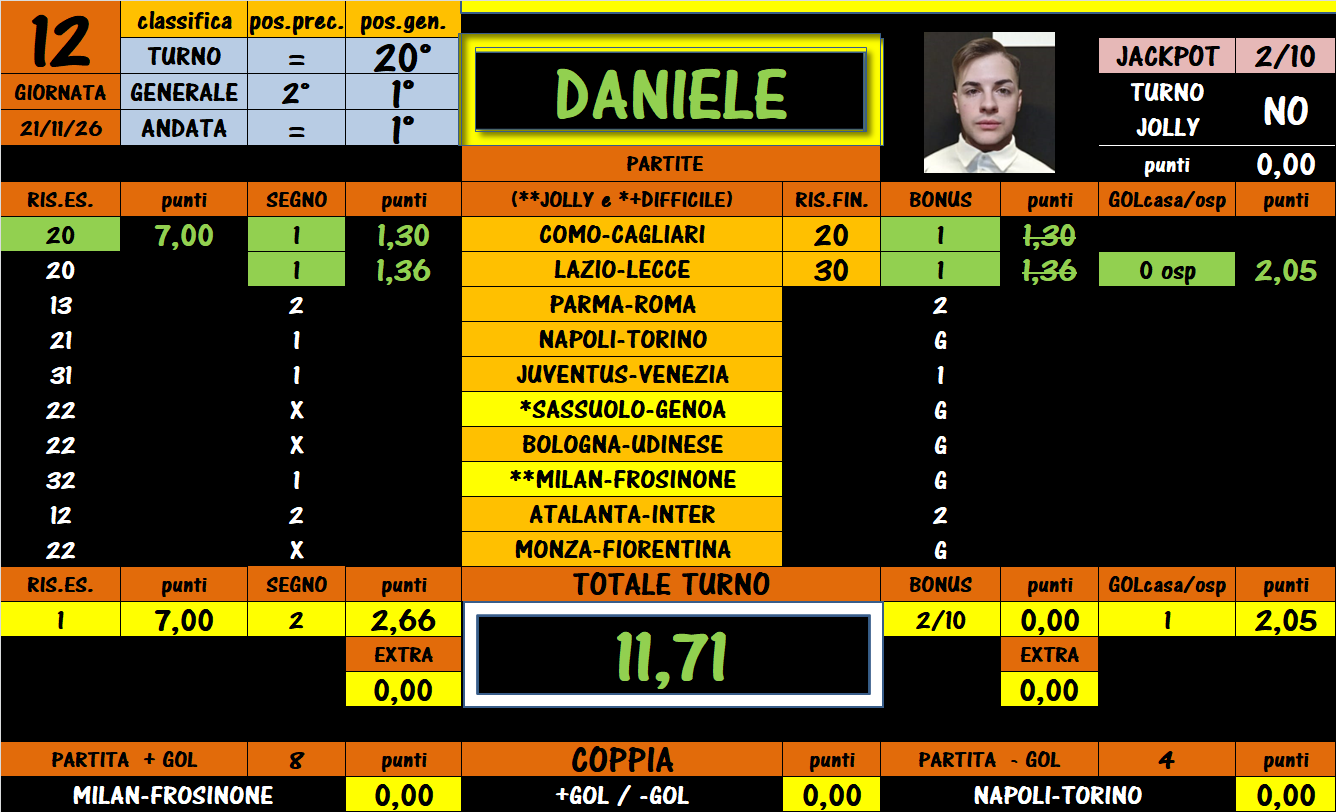 12 classifica pos.prec. pos.gen.
TURNO = 20°
GIORNATA GENERALE 2° 1°
21/11/26 ANDATA = 1°
DANIELE
JACKPOT 2/10
TURNO JOLLY NO
punti 0,00
PARTITE
RIS.ES. punti SEGNO punti (**JOLLY e *+DIFFICILE) RIS.FIN. BONUS punti GOLcasa/osp punti
20 7,00 1 1,30 COMO-CAGLIARI 20 1 1,30
20 1 1,36 LAZIO-LECCE 30 1 1,36 0 osp 2,05
13 2 PARMA-ROMA 2
21 1 NAPOLI-TORINO G
31 1 JUVENTUS-VENEZIA 1
22 X *SASSUOLO-GENOA G
22 X BOLOGNA-UDINESE G
32 1 **MILAN-FROSINONE G
12 2 ATALANTA-INTER 2
22 X MONZA-FIORENTINA G
RIS.ES. punti SEGNO punti TOTALE TURNO BONUS punti GOLcasa/osp punti
1 7,00 2 2,66 11,71 2/10 0,00 1 2,05
EXTRA EXTRA
0,00 0,00
PARTITA + GOL 8 punti COPPIA punti PARTITA - GOL 4 punti
MILAN-FROSINONE 0,00 +GOL / -GOL 0,00 NAPOLI-TORINO 0,00